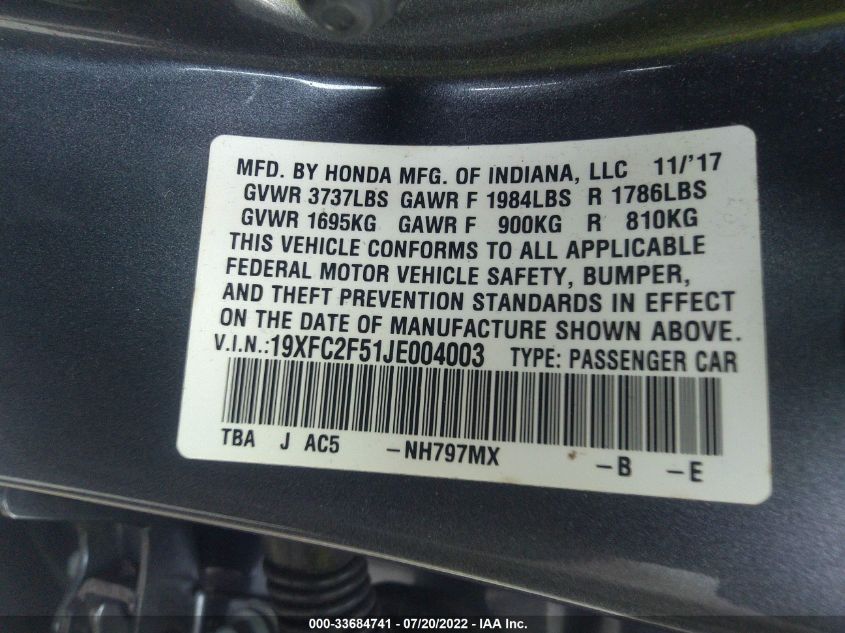 MFD. BY HONDA MFG. OF INDIANA, LLC 11/'17
GVWR 3737LBS GAWR F 1984LBS R 1786LBS
GVWR 1695KG GAWR F 900KG R 810KG
THIS VEHICLE CONFORMS TO ALL APPLICABLE
FEDERAL MOTOR VEHICLE SAFETY, BUMPER,
AND THEFT PREVENTION STANDARDS IN EFFECT
ON THE DATE OF MANUFACTURE SHOWN ABOVE.
V.I.N.:19XFC2F51JE004003 TYPE: PASSENGER CAR
TBA J AC5 -NH797MX -B -E
000-33684741 - 07/20/2022 - IAA Inc.